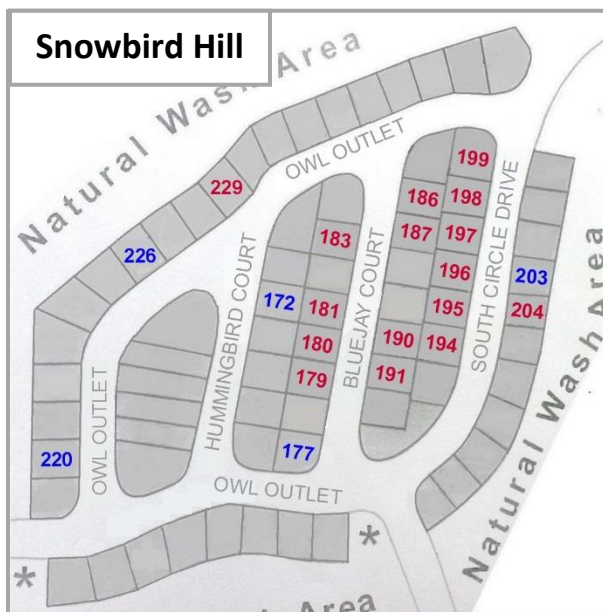 Snowbird Hill
Natural Wash Area
OWL OUTLET
199
229
186 198
183
187 197
226
203
196
172
181
195
204
180
190 194
179
191
HUMMINGBIRD COURT
BLUEJAY COURT
SOUTH CIRCLE DRIVE
220
OWL OUTLET
177
OWL OUTLET
Natural Wash Area
*
*
Area